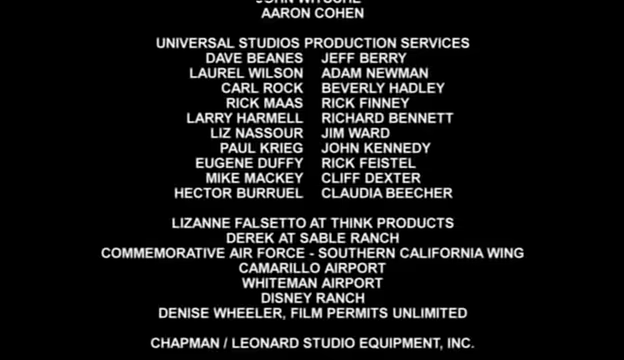 JOHN WITSCHE
AARON COHEN
UNIVERSAL STUDIOS PRODUCTION SERVICES
DAVE BEANES JEFF BERRY
LAUREL WILSON ADAM NEWMAN
CARL ROCK BEVERLY HADLEY
RICK MAAS RICK FINNEY
LARRY HARMELL RICHARD BENNETT
LIZ NASSOUR JIM WARD
PAUL KRIEG JOHN KENNEDY
EUGENE DUFFY RICK FEISTEL
MIKE MACKEY CLIFF DEXTER
HECTOR BURRUEL CLAUDIA BEECHER
LIZANNE FALSETTO AT THINK PRODUCTS
DEREK AT SABLE RANCH
COMMEMORATIVE AIR FORCE - SOUTHERN CALIFORNIA WING
CAMARILLO AIRPORT
WHITEMAN AIRPORT
DISNEY RANCH
DENISE WHEELER, FILM PERMITS UNLIMITED
CHAPMAN / LEONARD STUDIO EQUIPMENT, INC.